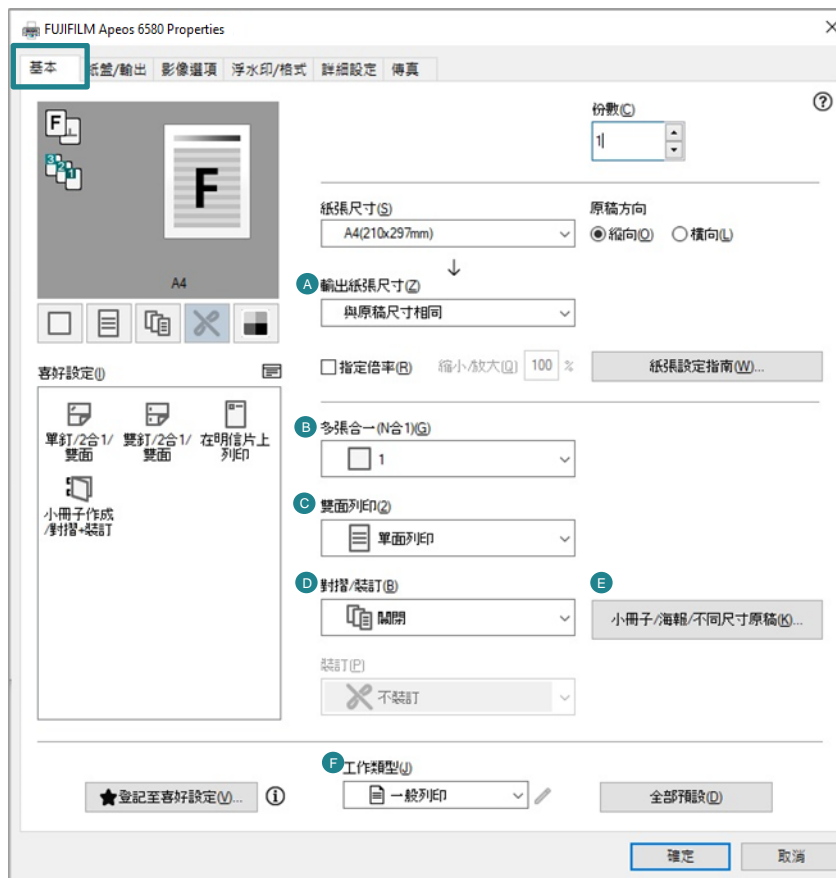 FUJIFILM Apeos 6580 Properties
基本 紙盤/輸出 影像選項 浮水印/格式 詳細設定 傳真
份數(C)
1
F
3 2 1
F
A4
紙張尺寸(S)
A4(210x297mm)
原稿方向
縱向(O) 橫向(L)
A 輸出紙張尺寸(Z)
與原稿尺寸相同
指定倍率(R) 縮小/放大(Q) 100 %
紙張設定指南(W)...
喜好設定(I)
單釘/2合1/
雙面
雙釘/2合1/
雙面
在明信片上
列印
小冊子作成
/對摺+裝訂
B 多張合一(N合1)(G)
1
C 雙面列印(2)
單面列印
D 對摺/裝訂(B)
關閉
E
小冊子/海報/不同尺寸原稿(K)...
裝訂(P)
不裝訂
F 工作類型(J)
登記至喜好設定(V)...
一般列印
全部預設(D)
確定 取消